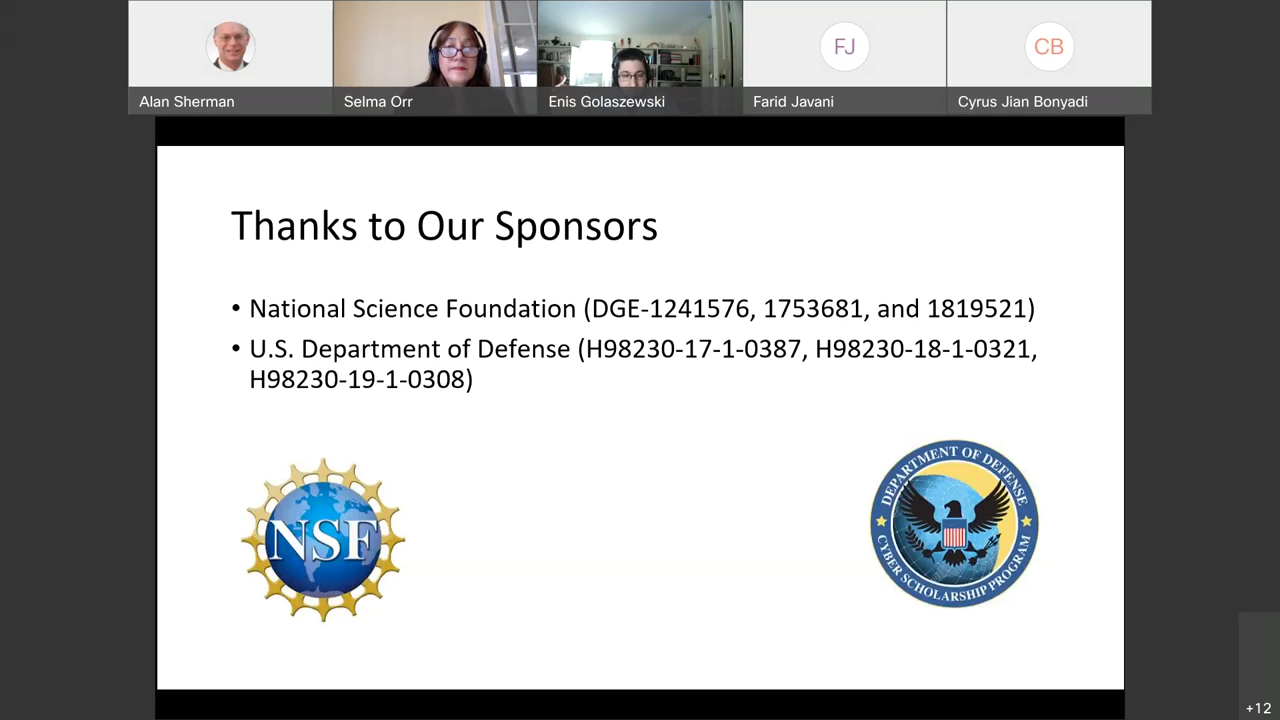 FJ
CB
Alan Sherman
Selma Orr
Enis Golaszewski
Farid Javani
Cyrus Jian Bonyadi
Thanks to Our Sponsors
• National Science Foundation (DGE-1241576, 1753681, and 1819521)
• U.S. Department of Defense (H98230-17-1-0387, H98230-18-1-0321,
H98230-19-1-0308)
NSF
DEPARTMENT OF DEFENSE
CYBER SCHOLARSHIP PROGRAM
+12